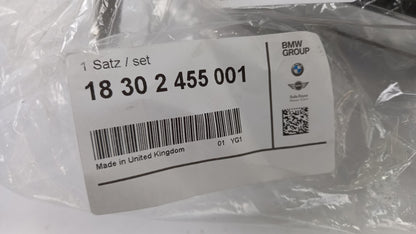 1 Satz / set
18 30 2 455 001
Made in United Kingdom
01 YG1
BMW
GROUP